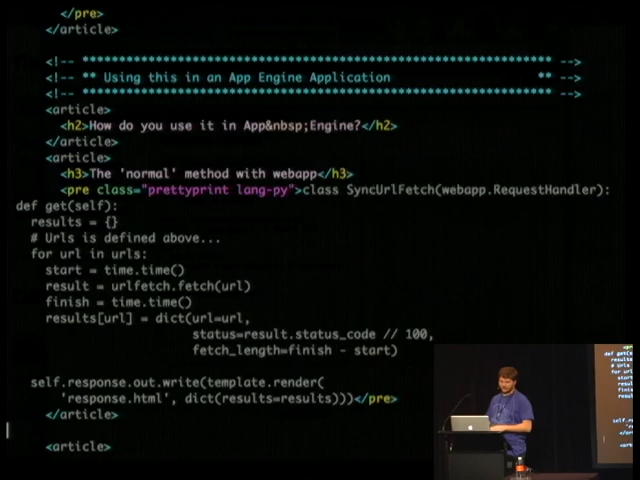 </pre>
</article>
<!-- **************************************************************** -->
<!-- ** Using this in an App Engine Application ** -->
<!-- **************************************************************** -->
<article>
<h2>How do you use it in App&nbsp;Engine?</h2>
</article>
<article>
<h3>The 'normal' method with webapp</h3>
<pre class="prettyprint lang-py">class SyncUrlFetch(webapp.RequestHandler):
def get(self):
results = {}
# Urls is defined above...
for url in urls:
start = time.time()
result = urlfetch.fetch(url)
finish = time.time()
results[url] = dict(url=url,
status=result.status_code // 100,
fetch_length=finish - start)
self.response.out.write(template.render(
'response.html', dict(results=results)))</pre>
</article>
<article>